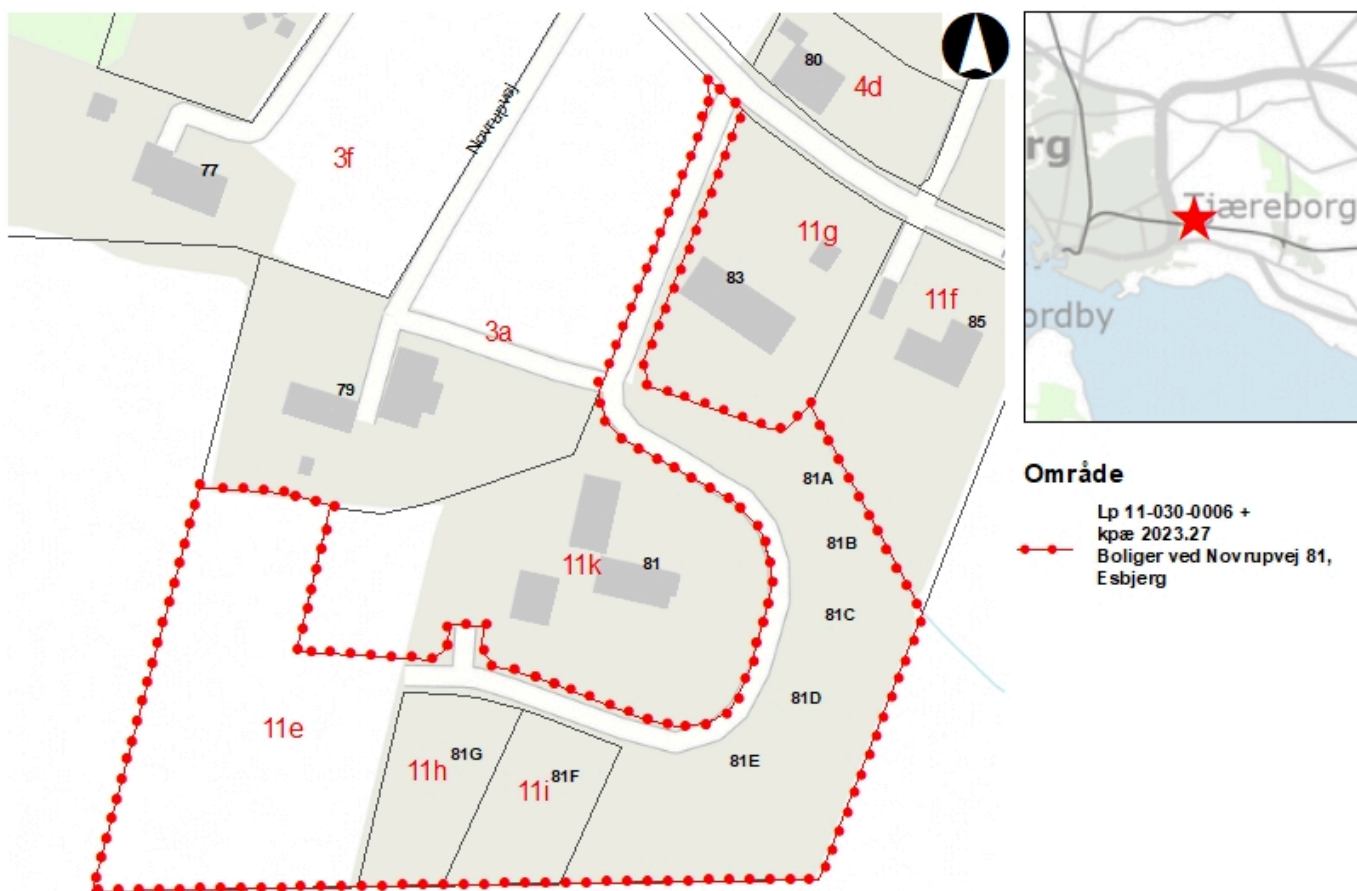 80
4d
Novrupvej
3f
77
11g
83
11f
85
3a
79
81A
81B
11k
81
81C
81D
11e
81G
11h
81F
11i
81E
rg
Tjæreborg
ordby
Område
Lp 11-030-0006 +
kpæ 2023.27
Boliger ved Novrupvej 81,
Esbjerg